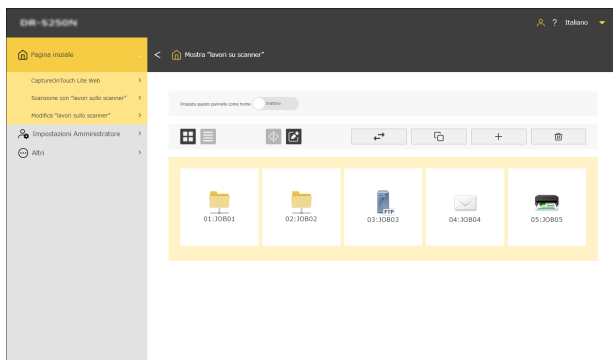 DR-S250N
? Italiano
Pagina iniziale
< Mostra "lavori su scanner"
CaptureOnTouch Lite Web >
Scansione con "lavori sullo scanner" >
Modifica "lavori sullo scanner" >
Impostazioni Amministratore >
Altri >
Imposta questo pannello come home Inattivo
FTP
01:JOB01 02:JOB02 03:JOB03 04:JOB04 05:JOB05